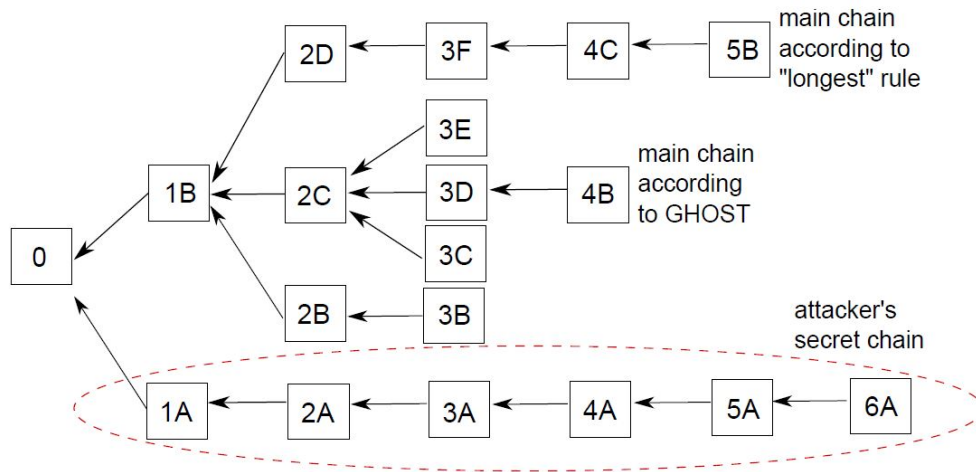 2D
3F
4C
5B
main chain
according to
"longest" rule
3E
1B
2C
3D
4B
main chain
according
to GHOST
0
3C
2B
3B
attacker's
secret chain
1A
2A
3A
4A
5A
6A